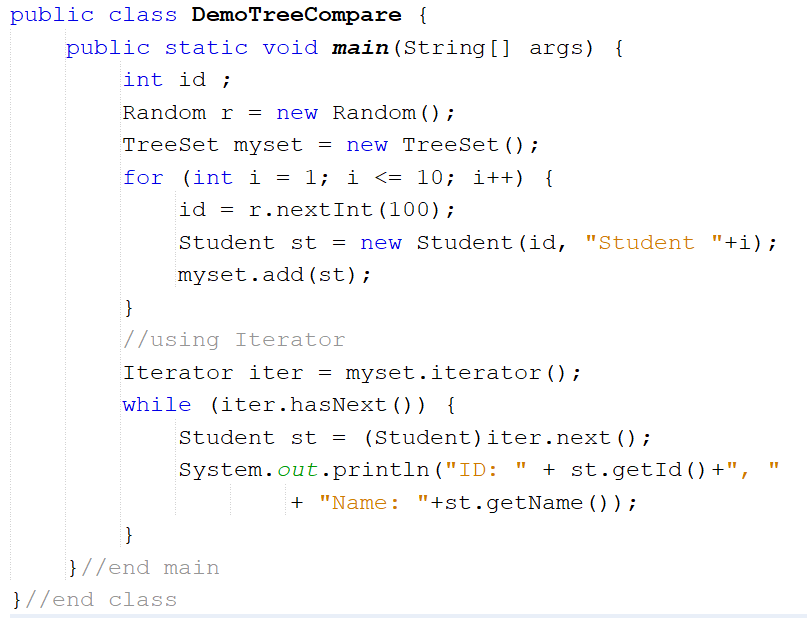 public class DemoTreeCompare {
    public static void main(String[] args) {
        int id ;
        Random r = new Random();
        TreeSet myset = new TreeSet();
        for (int i = 1; i <= 10; i++) {
            id = r.nextInt(100);
            Student st = new Student(id, "Student "+i);
            myset.add(st);
        }
        //using Iterator
        Iterator iter = myset.iterator();
        while (iter.hasNext()) {
            Student st = (Student)iter.next();
            System.out.println("ID: " + st.getId()+", "
                    + "Name: "+st.getName());
        }
    }//end main
}//end class